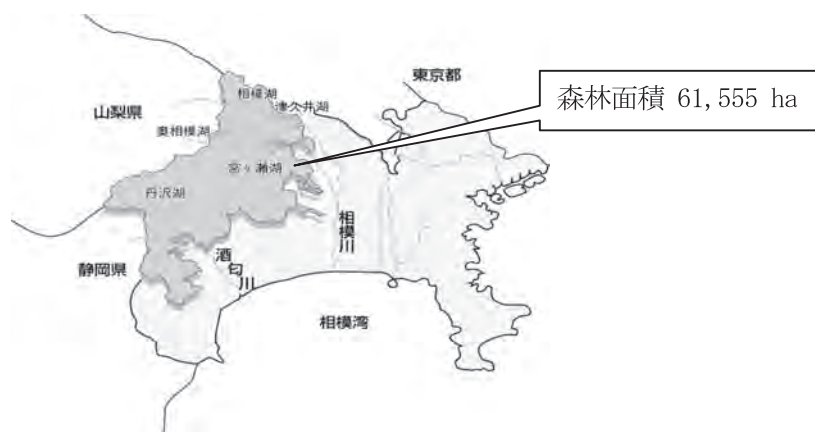 東京都
相模湖
津久井湖
森林面積 61,555 ha
山梨県
奥相模湖
宮ヶ瀬湖
丹沢湖
相模川
酒匂川
静岡県
相模湾